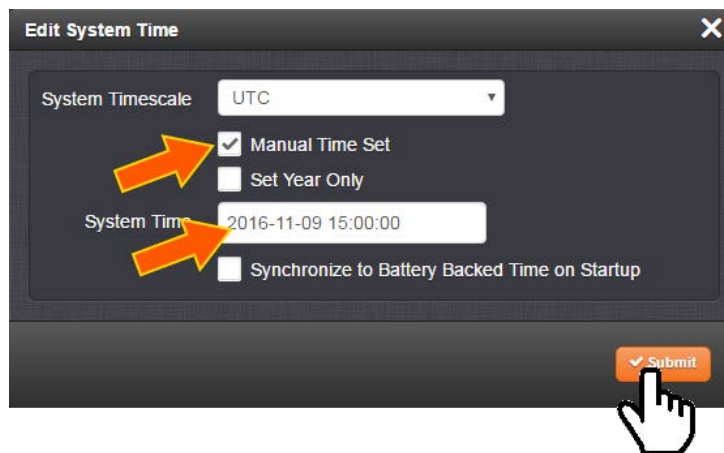 Edit System Time
System Timescale UTC
Manual Time Set
Set Year Only
System Time 2016-11-09 15:00:00
Synchronize to Battery Backed Time on Startup
Submit